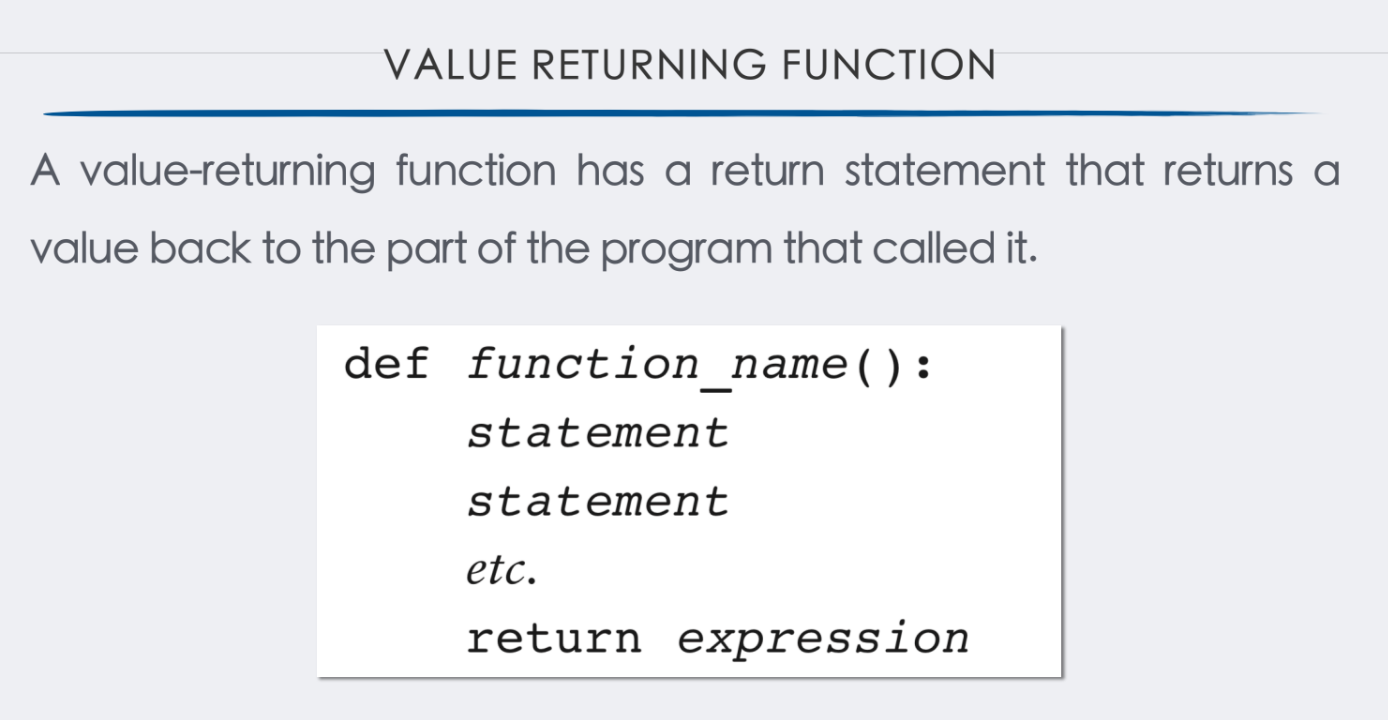 VALUE RETURNING FUNCTION
A value-returning function has a return statement that returns a
value back to the part of the program that called it.
def function_name():
statement
statement
etc.
return expression